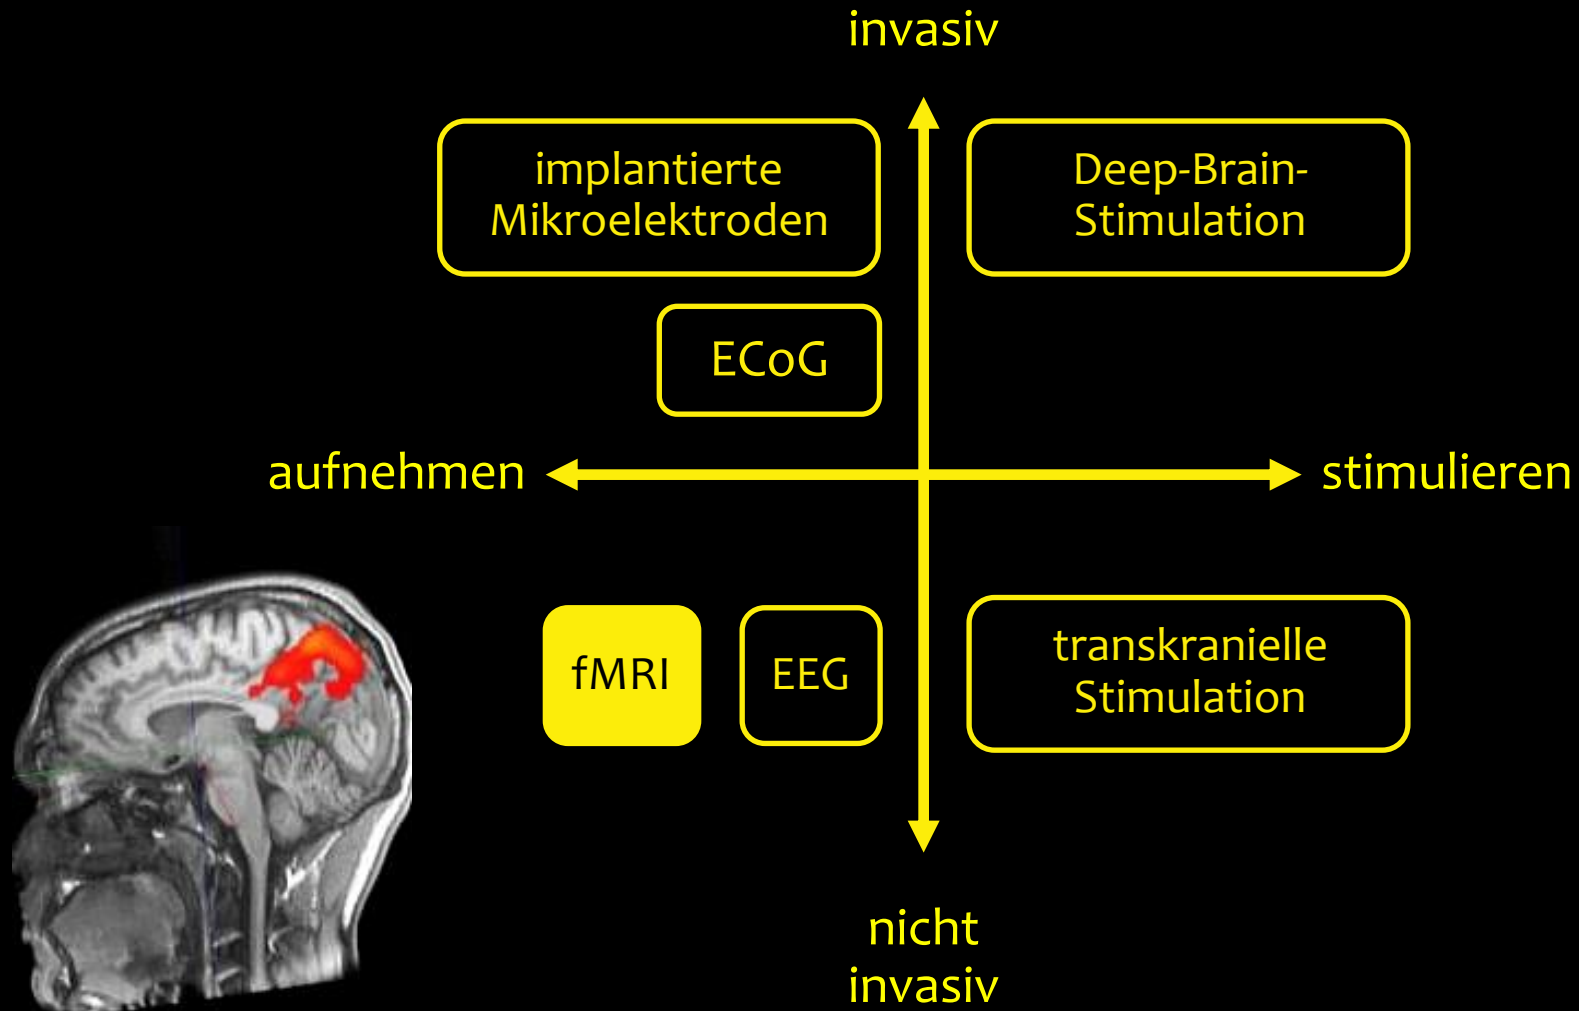 invasiv
implantierte
Mikroelektroden
Deep-Brain-
Stimulation
ECoG
aufnehmen
stimulieren
fMRI
EEG
transkranielle
Stimulation
nicht
invasiv